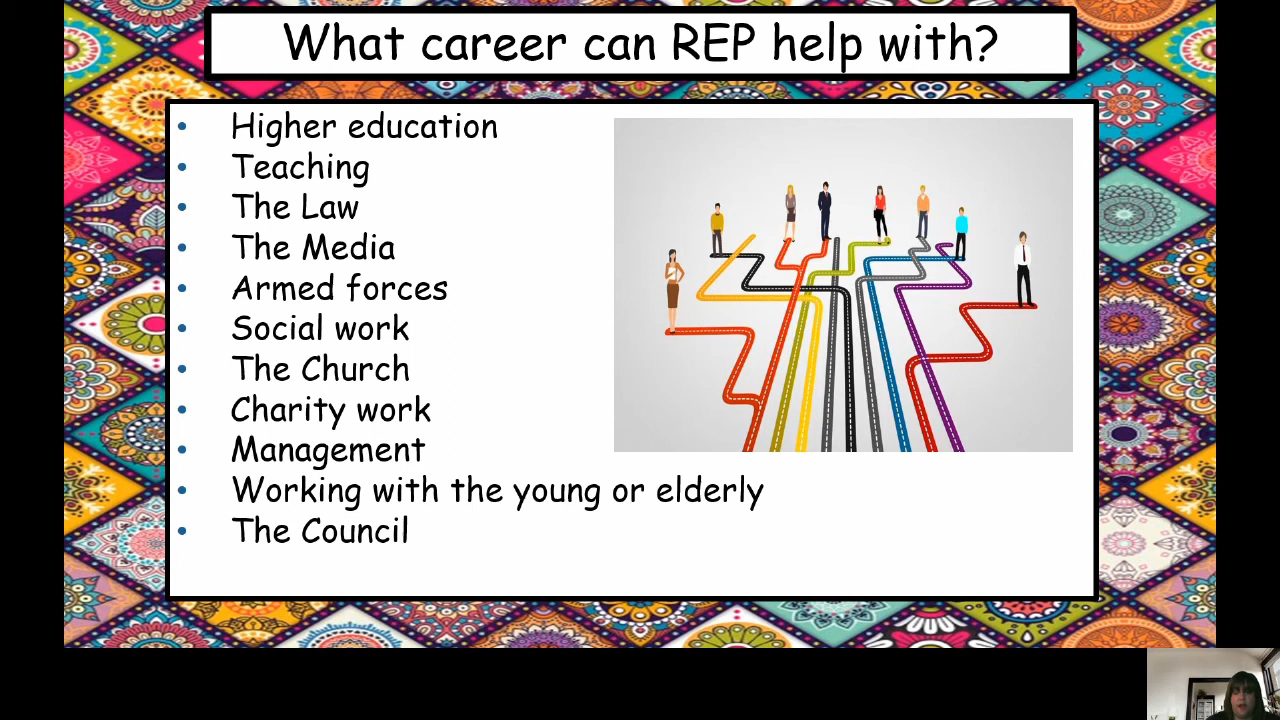 What career can REP help with?
• Higher education
• Teaching
• The Law
• The Media
• Armed forces
• Social work
• The Church
• Charity work
• Management
• Working with the young or elderly
• The Council